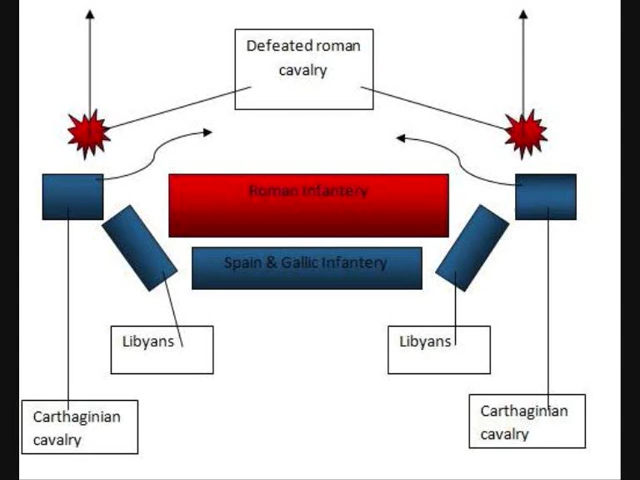 Defeated roman
cavalry
Roman Infantery
Spain & Gallic Infantery
Libyans
Libyans
Carthaginian
cavalry
Carthaginian
cavalry